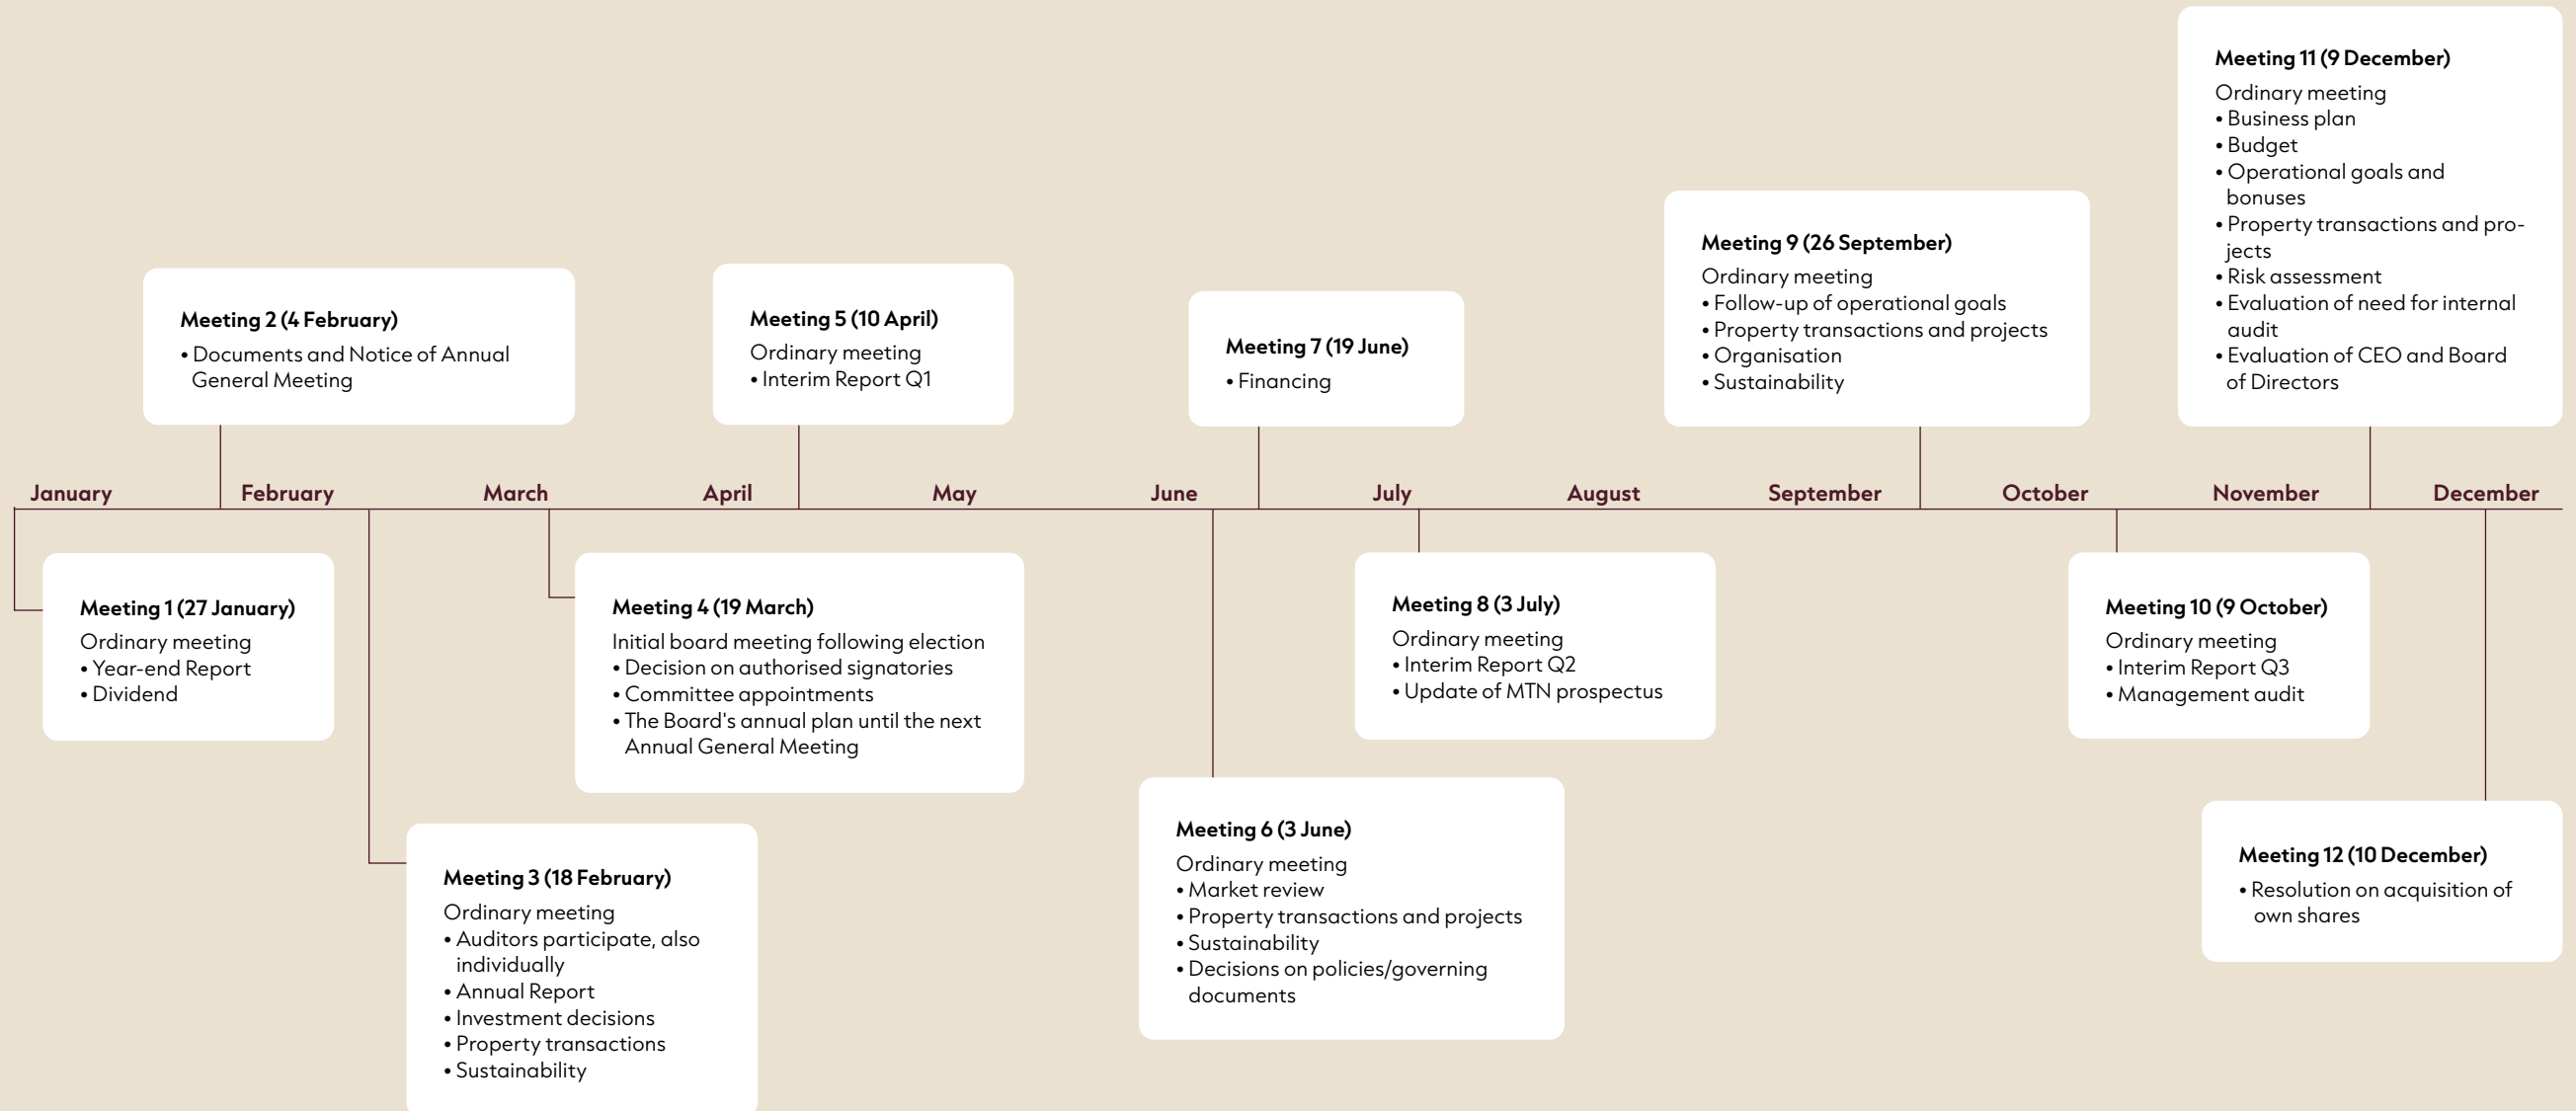 Meeting 11 (9 December)
Ordinary meeting
• Business plan
• Budget
• Operational goals and
bonuses
• Property transactions and pro-
jects
• Risk assessment
• Evaluation of need for internal
audit
• Evaluation of CEO and Board
of Directors
Meeting 9 (26 September)
Ordinary meeting
• Follow-up of operational goals
• Property transactions and projects
• Organisation
• Sustainability
Meeting 2 (4 February)
• Documents and Notice of Annual
General Meeting
Meeting 5 (10 April)
Ordinary meeting
• Interim Report Q1
Meeting 7 (19 June)
• Financing
January February March April May June July August September October November December
Meeting 1 (27 January)
Ordinary meeting
• Year-end Report
• Dividend
Meeting 4 (19 March)
Initial board meeting following election
• Decision on authorised signatories
• Committee appointments
• The Board's annual plan until the next
Annual General Meeting
Meeting 8 (3 July)
Ordinary meeting
• Interim Report Q2
• Update of MTN prospectus
Meeting 10 (9 October)
Ordinary meeting
• Interim Report Q3
• Management audit
Meeting 3 (18 February)
Ordinary meeting
• Auditors participate, also
individually
• Annual Report
• Investment decisions
• Property transactions
• Sustainability
Meeting 6 (3 June)
Ordinary meeting
• Market review
• Property transactions and projects
• Sustainability
• Decisions on policies/governing
documents
Meeting 12 (10 December)
• Resolution on acquisition of
own shares